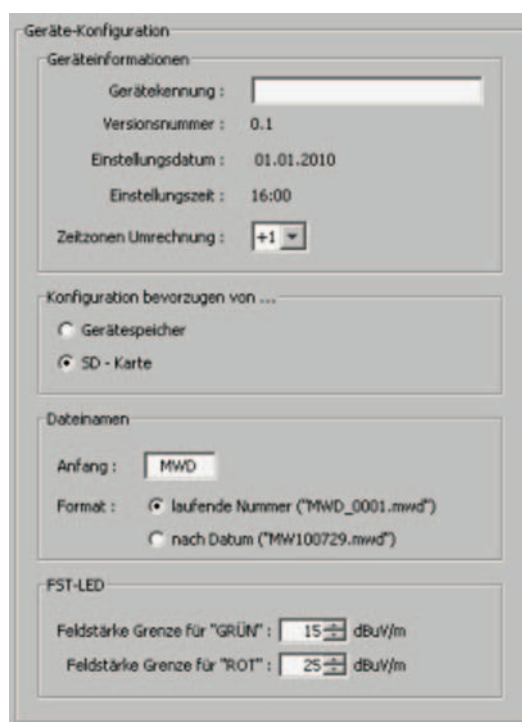 Geräte-Konfiguration
Geräteinformationen
Gerätekennung :
Versionsnummer : 0.1
Einstellungsdatum : 01.01.2010
Einstellungszeit : 16:00
Zeitzonen Umrechnung : +1
Konfiguration bevorzugen von ...
Gerätespeicher
SD - Karte
Dateinamen
Anfang : MWD
Format : laufende Nummer ("MWD_0001.mwd")
nach Datum ("MW100729.mwd")
FST-LED
Feldstärke Grenze für "GRÜN" : 15 dBuV/m
Feldstärke Grenze für "ROT" : 25 dBuV/m